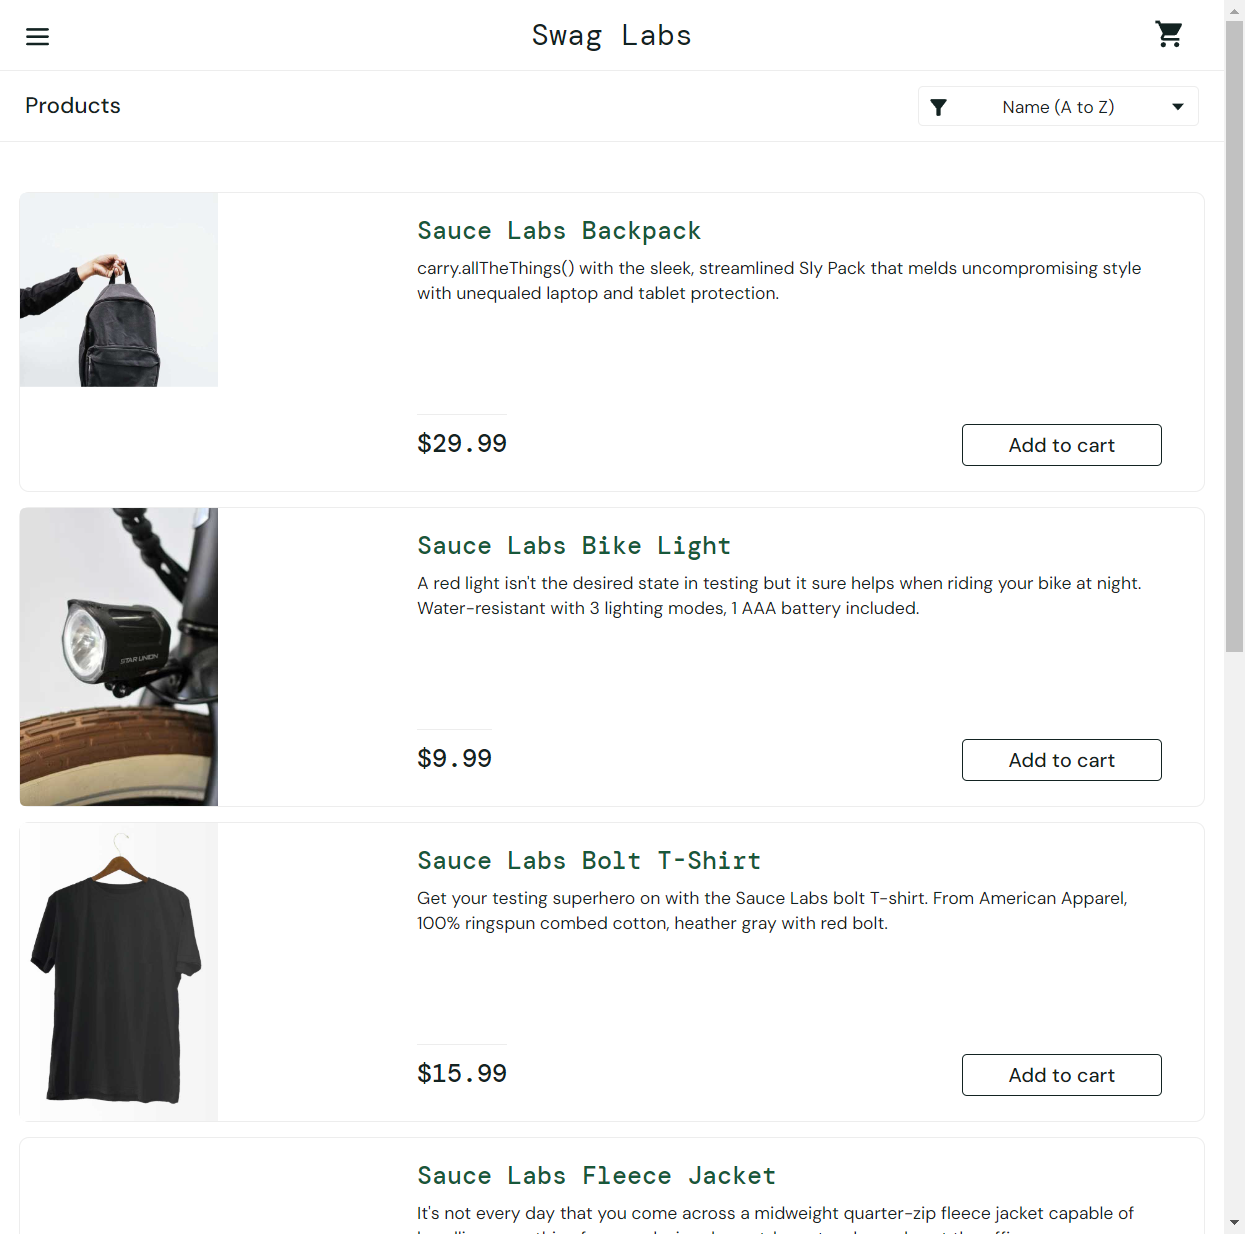 Swag Labs
Products
Name (A to Z)
Sauce Labs Backpack
carry.allTheThings() with the sleek, streamlined Sly Pack that melds uncompromising style
with unequaled laptop and tablet protection.
$29.99
Add to cart
Sauce Labs Bike Light
A red light isn't the desired state in testing but it sure helps when riding your bike at night.
Water-resistant with 3 lighting modes, 1 AAA battery included.
STAR UNION
$9.99
Add to cart
Sauce Labs Bolt T-Shirt
Get your testing superhero on with the Sauce Labs bolt T-shirt. From American Apparel,
100% ringspun combed cotton, heather gray with red bolt.
$15.99
Add to cart
Sauce Labs Fleece Jacket
It's not every day that you come across a midweight quarter-zip fleece jacket capable of